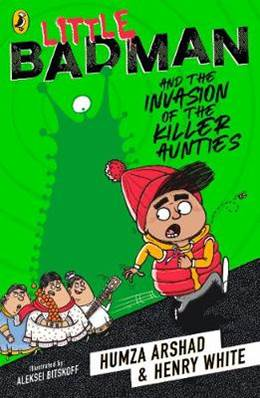 LITTLE
BADMAN
AND THE
INVASION
OF THE
KILLER
AUNTIES
Illustrated by
ALEKSEI BITSKOFF
HUMZA ARSHAD
& HENRY WHITE